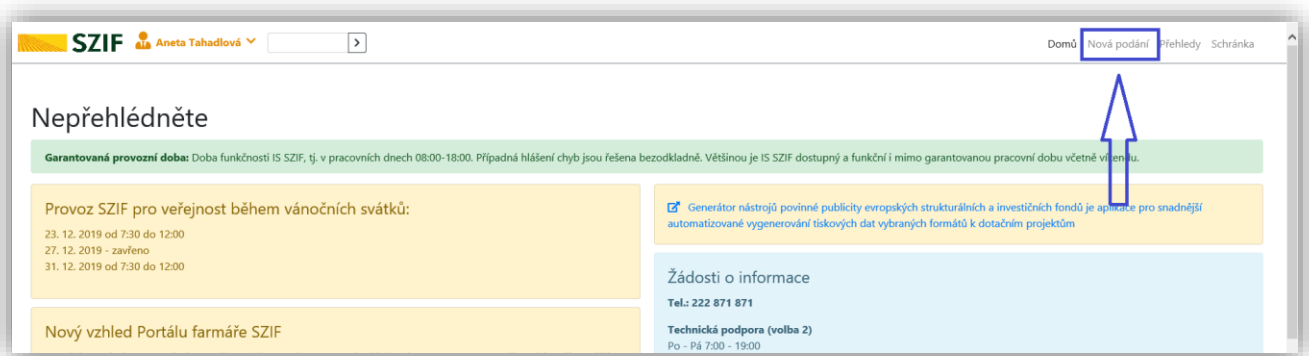 SZIF Aneta Tahadlová
Domů Nová podání Přehledy Schránka
Nepřehlédněte
Garantovaná provozní doba: Doba funkčnosti IS SZIF, tj. v pracovních dnech 08:00-18:00. Případná hlášení chyb jsou řešena bezodkladně. Většinou je IS SZIF dostupný a funkční i mimo garantovanou pracovní dobu včetně víkendu.
Provoz SZIF pro veřejnost během vánočních svátků:
23. 12. 2019 od 7:30 do 12:00
27. 12. 2019 - zavřeno
31. 12. 2019 od 7:30 do 12:00
Nový vzhled Portálu farmáře SZIF
Generátor nástrojů povinné publicity evropských strukturálních a investičních fondů je aplikace pro snadnější
automatizované vygenerování tiskových dat vybraných formátů k dotačním projektům
Žádosti o informace
Tel.: 222 871 871
Technická podpora (volba 2)
Po - Pá 7:00 - 19:00